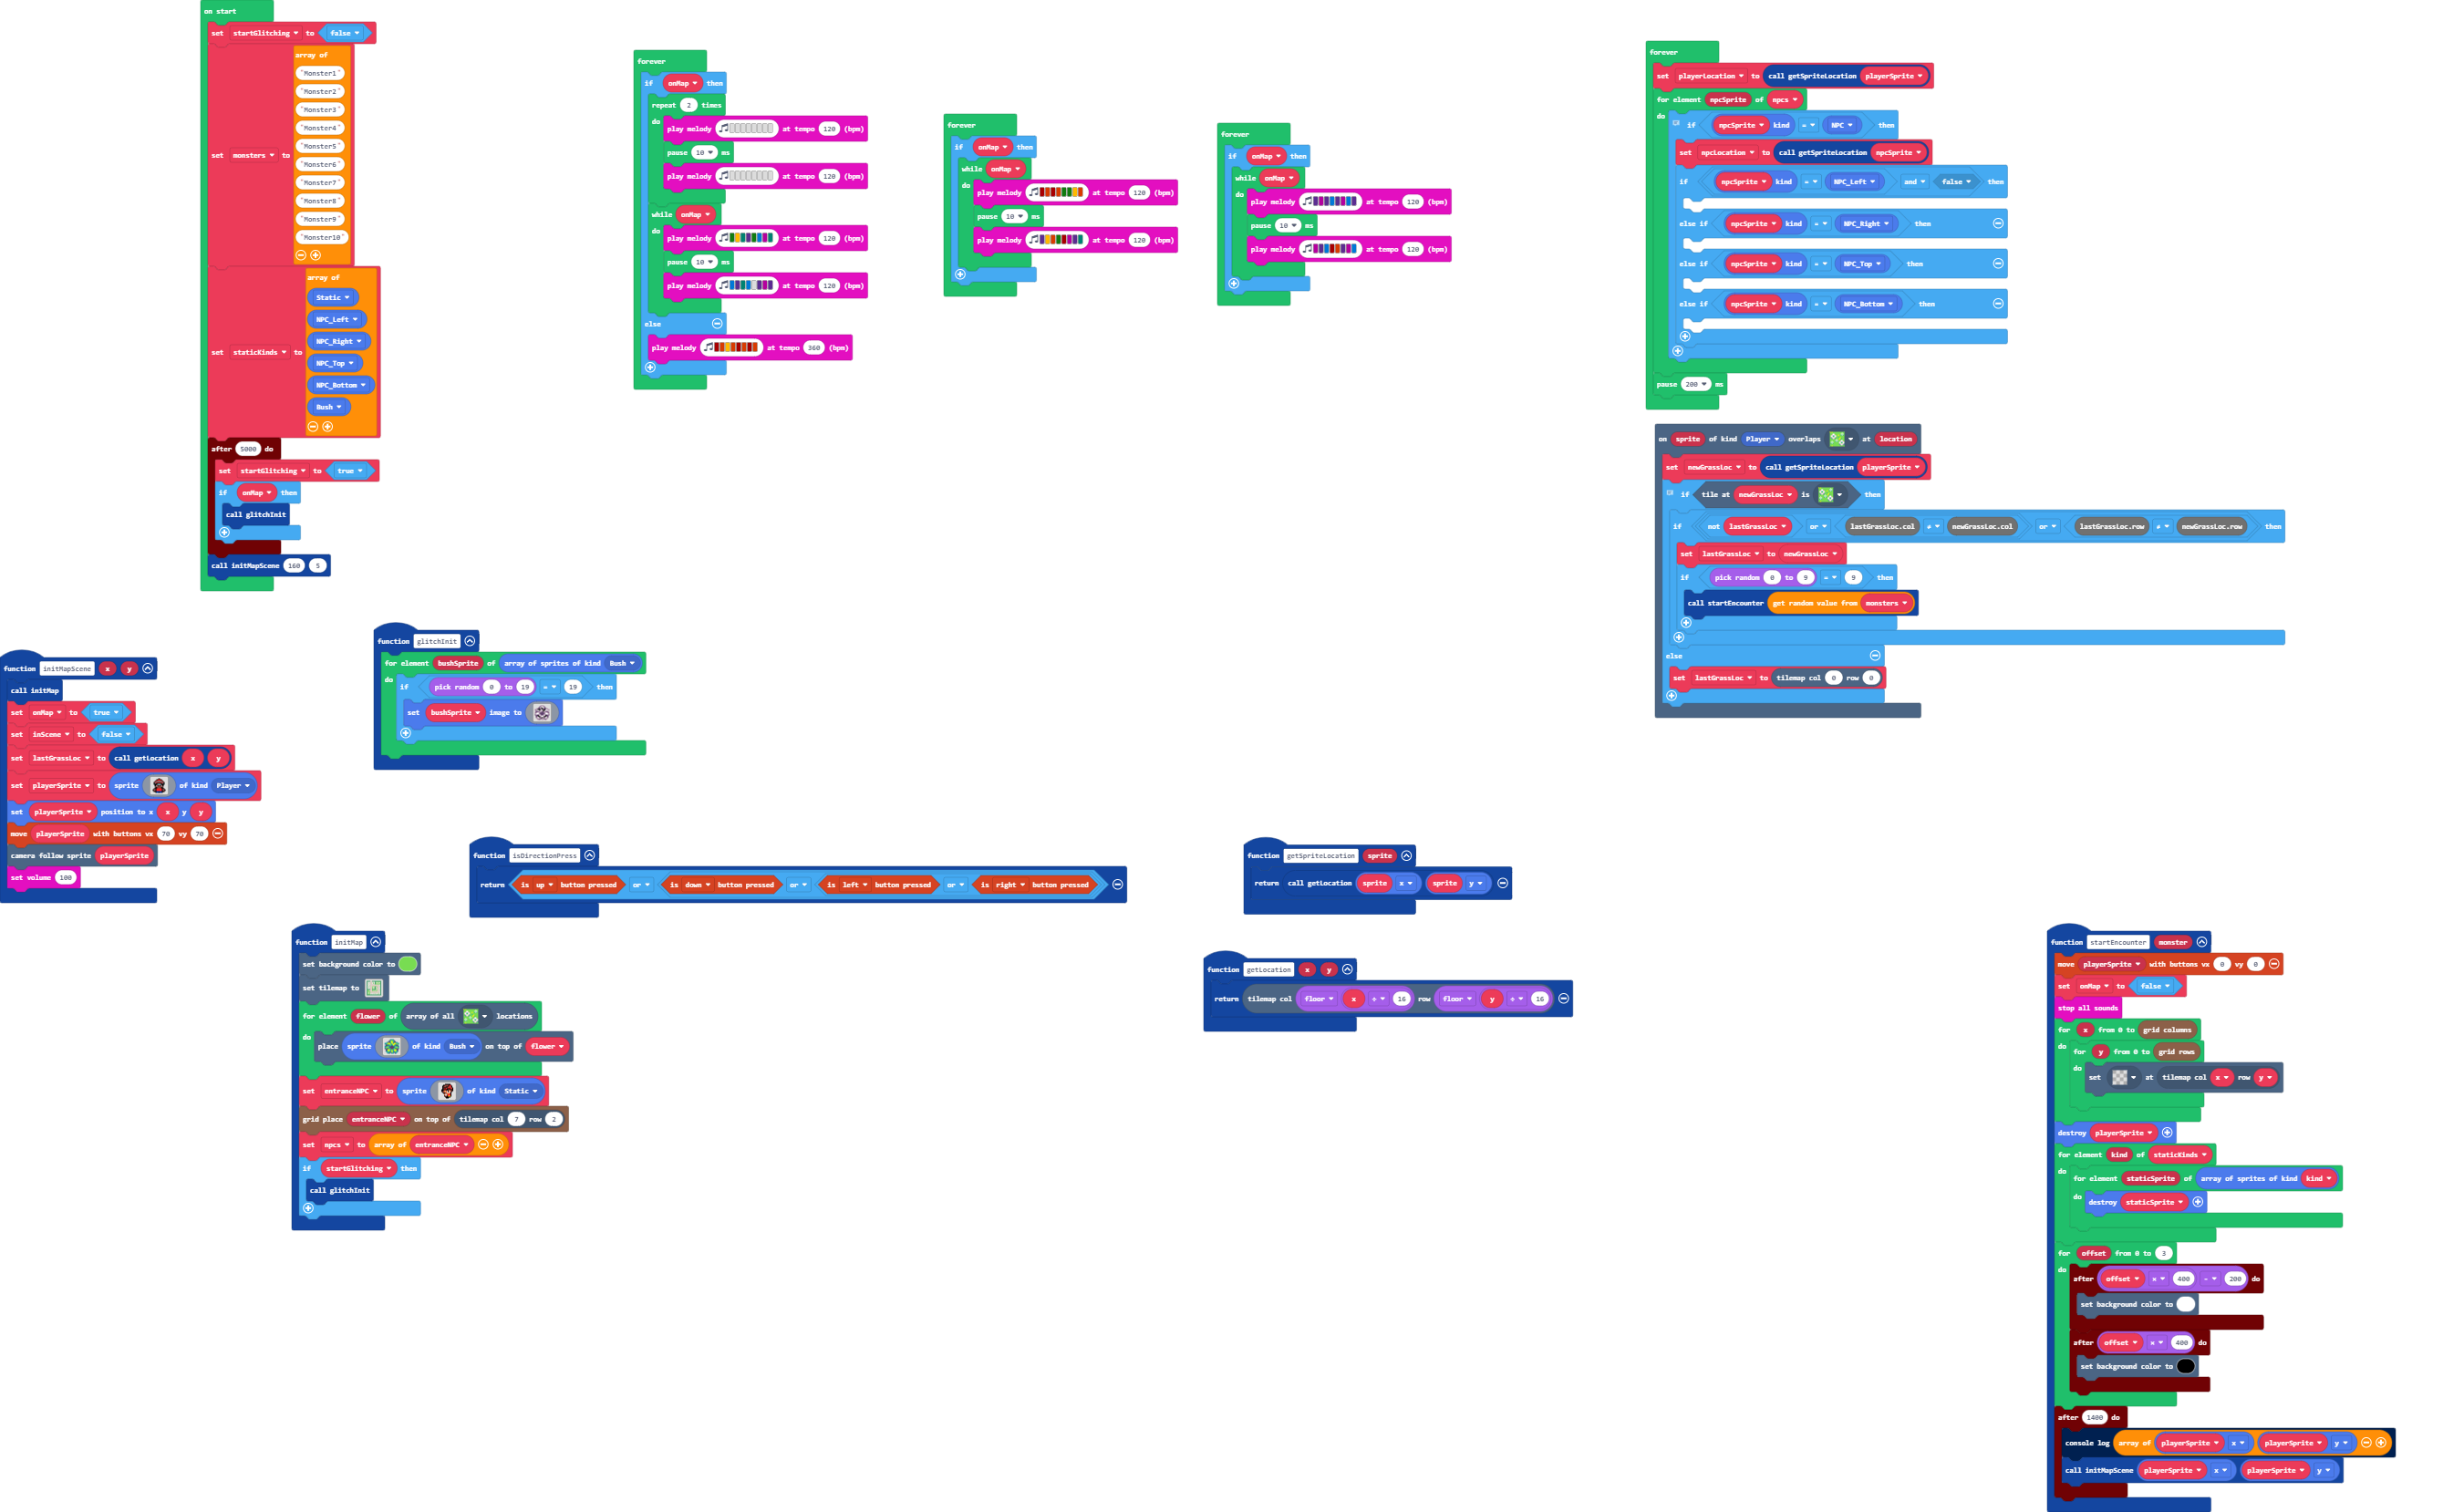 on start
set startGlitching to false
set monsters to array of
"Monster1"
"Monster2"
"Monster3"
"Monster4"
"Monster5"
"Monster6"
"Monster7"
"Monster8"
"Monster9"
"Monster10"
set staticKinds to array of
Static
NPC_Left
NPC_Right
NPC_Top
NPC_Bottom
Bush
after 5000 do
set startGlitching to true
if onMap then
call glitchInit
call initMapScene 160 5
forever
if onMap then
repeat 2 times
do play melody at tempo 120 (bpm)
pause 10 ms
play melody at tempo 120 (bpm)
while onMap
do play melody at tempo 120 (bpm)
pause 10 ms
play melody at tempo 120 (bpm)
else
play melody at tempo 360 (bpm)
forever
if onMap then
while onMap
do play melody at tempo 120 (bpm)
pause 10 ms
play melody at tempo 120 (bpm)
forever
if onMap then
while onMap
do play melody at tempo 120 (bpm)
pause 10 ms
play melody at tempo 120 (bpm)
forever
set playerLocation to call getSpriteLocation playerSprite
for element npcSprite of npcs
do if npcSprite kind = NPC then
set npcLocation to call getSpriteLocation npcSprite
if npcSprite kind = NPC_Left and false then
else if npcSprite kind = NPC_Right then
else if npcSprite kind = NPC_Top then
else if npcSprite kind = NPC_Bottom then
pause 200 ms
on sprite of kind Player overlaps at location
set newGrassLoc to call getSpriteLocation playerSprite
if tile at newGrassLoc is then
if not lastGrassLoc or lastGrassLoc.col ≠ newGrassLoc.col or lastGrassLoc.row ≠ newGrassLoc.row then
set lastGrassLoc to newGrassLoc
if pick random 0 to 9 = 9 then
call startEncounter get random value from monsters
else
set lastGrassLoc to tilemap col 0 row 0
function initMapScene x y
call initMap
set onMap to true
set inScene to false
set lastGrassLoc to call getLocation x y
set playerSprite to sprite of kind Player
set playerSprite position to x x y y
move playerSprite with buttons vx 70 vy 70
camera follow sprite playerSprite
set volume 100
function glitchInit
for element bushSprite of array of sprites of kind Bush
do if pick random 0 to 19 = 19 then
set bushSprite image to
function isDirectionPress
return is up button pressed or is down button pressed or is left button pressed or is right button pressed
function getSpriteLocation sprite
return call getLocation sprite x sprite y
function initMap
set background color to
set tilemap to
for element flower of array of all locations
do place sprite of kind Bush on top of flower
set entranceNPC to sprite of kind Static
grid place entranceNPC on top of tilemap col 7 row 2
set npcs to array of entranceNPC
if startGlitching then
call glitchInit
function getLocation x y
return tilemap col floor x ÷ 16 row floor y ÷ 16
function startEncounter monster
move playerSprite with buttons vx 0 vy 0
set onMap to false
stop all sounds
for x from 0 to grid columns
do for y from 0 to grid rows
do set at tilemap col x row y
destroy playerSprite
for element kind of staticKinds
do for element staticSprite of array of sprites of kind kind
do destroy staticSprite
for offset from 0 to 3
do after offset × 400 - 200 do
set background color to
after offset × 400 do
set background color to
after 1400 do
console log array of playerSprite x playerSprite y
call initMapScene playerSprite x playerSprite y